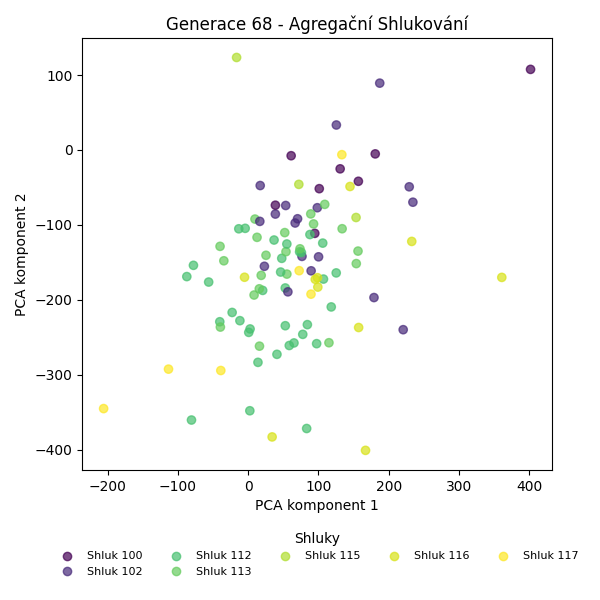 Generace 68 - Agregační Shlukování
100
0
−100
−200
−300
−400
PCA komponent 2
−200 −100 0 100 200 300 400
PCA komponent 1
Shluky
Shluk 100 Shluk 112 Shluk 115 Shluk 116 Shluk 117
Shluk 102 Shluk 113